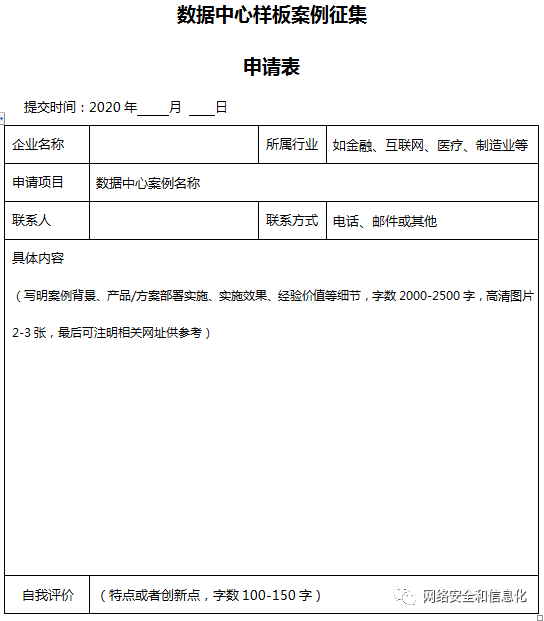 数据中心样板案例征集
申请表
提交时间：2020 年_____月 ____日
企业名称 所属行业 如金融、互联网、医疗、制造业等
申请项目 数据中心案例名称
联系人 联系方式 电话、邮件或其他
具体内容
（写明案例背景、产品/方案部署实施、实施效果、经验价值等细节，字数 2000-2500 字，高清图片
2-3 张，最后可注明相关网址供参考）
自我评价 （特点或者创新点，字数 100-150 字）
网络安全和信息化